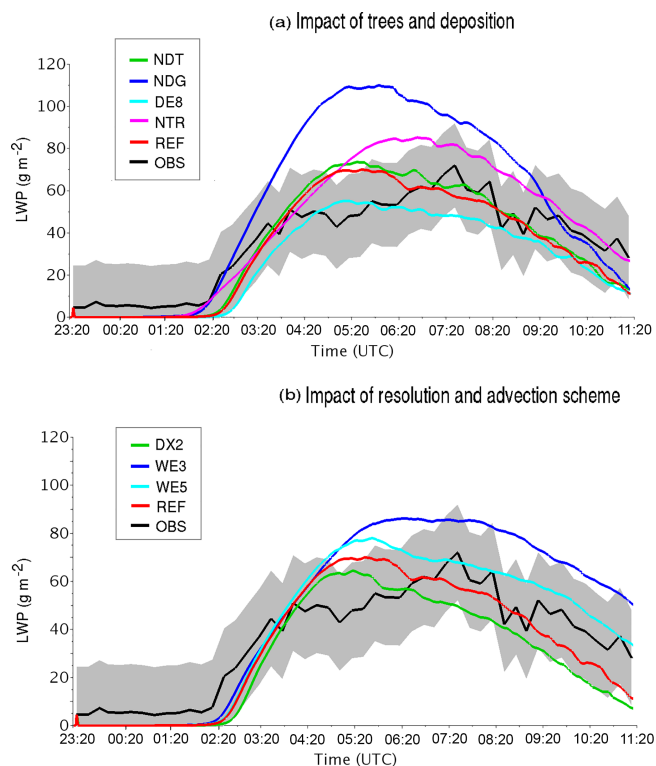 (a) Impact of trees and deposition
NDT
NDG
DE8
NTR
REF
OBS
LWP (g m⁻²)
120
100
80
60
40
20
0
23:20 00:20 01:20 02:20 03:20 04:20 05:20 06:20 07:20 08:20 09:20 10:20 11:20
Time (UTC)
(b) Impact of resolution and advection scheme
DX2
WE3
WE5
REF
OBS
LWP (g m⁻²)
120
100
80
60
40
20
0
23:20 00:20 01:20 02:20 03:20 04:20 05:20 06:20 07:20 08:20 09:20 10:20 11:20
Time (UTC)